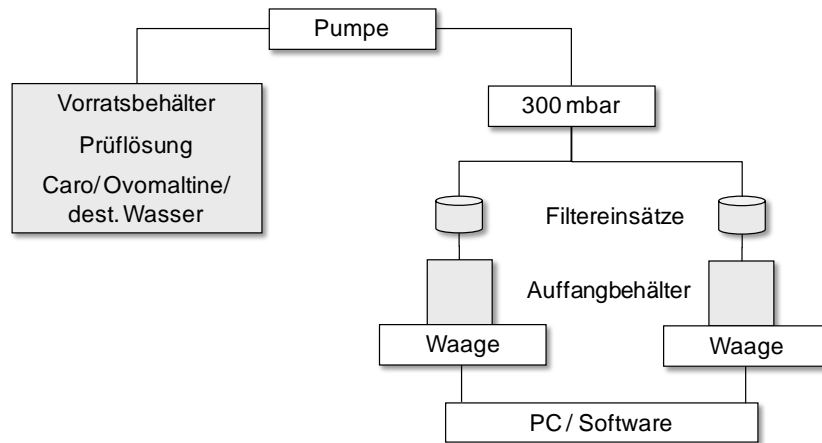 Pumpe
Vorratsbehälter
Prüflösung
Caro/Ovomaltine/
dest. Wasser
300 mbar
Filtereinsätze
Auffangbehälter
Waage
Waage
PC / Software